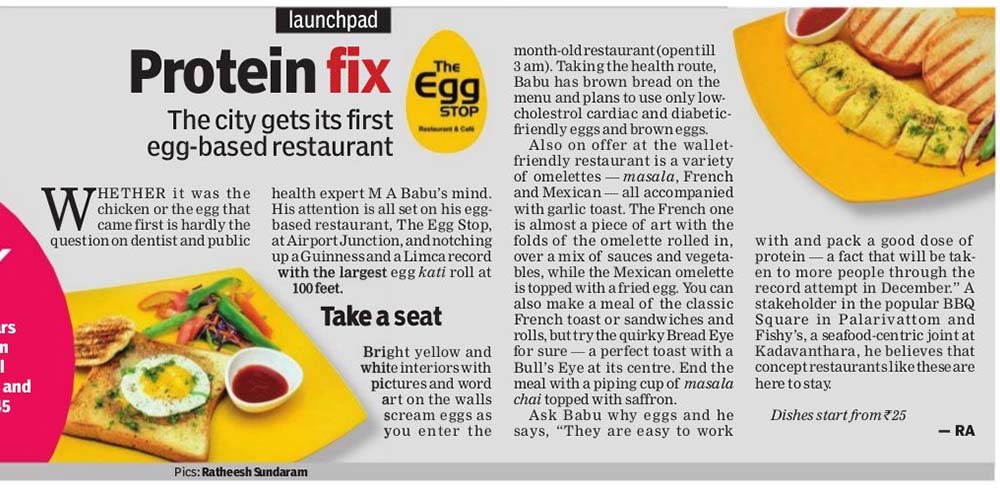 launchpad
Protein fix
The city gets its first
egg-based restaurant
The
Egg
STOP
Restaurant & Café
WHETHER it was the
chicken or the egg that
came first is hardly the
question on dentist and public
health expert M A Babu's mind.
His attention is all set on his egg-
based restaurant, The Egg Stop,
at Airport Junction, and notching
up a Guinness and a Limca record
with the largest egg kati roll at
100 feet.
Take a seat
Bright yellow and
white interiors with
pictures and word
art on the walls
scream eggs as
you enter the
month-old restaurant (open till
3 am). Taking the health route,
Babu has brown bread on the
menu and plans to use only low-
cholestrol cardiac and diabetic-
friendly eggs and brown eggs.
Also on offer at the wallet-
friendly restaurant is a variety
of omelettes — masala, French
and Mexican — all accompanied
with garlic toast. The French one
is almost a piece of art with the
folds of the omelette rolled in,
over a mix of sauces and vegeta-
bles, while the Mexican omelette
is topped with a fried egg. You can
also make a meal of the classic
French toast or sandwiches and
rolls, but try the quirky Bread Eye
for sure — a perfect toast with a
Bull's Eye at its centre. End the
meal with a piping cup of masala
chai topped with saffron.
Ask Babu why eggs and he
says, "They are easy to work
with and pack a good dose of
protein — a fact that will be tak-
en to more people through the
record attempt in December." A
stakeholder in the popular BBQ
Square in Palarivattom and
Fishy's, a seafood-centric joint at
Kadavanthara, he believes that
concept restaurants like these are
here to stay.
Dishes start from ₹25
— RA
and
Pics: Ratheesh Sundaram